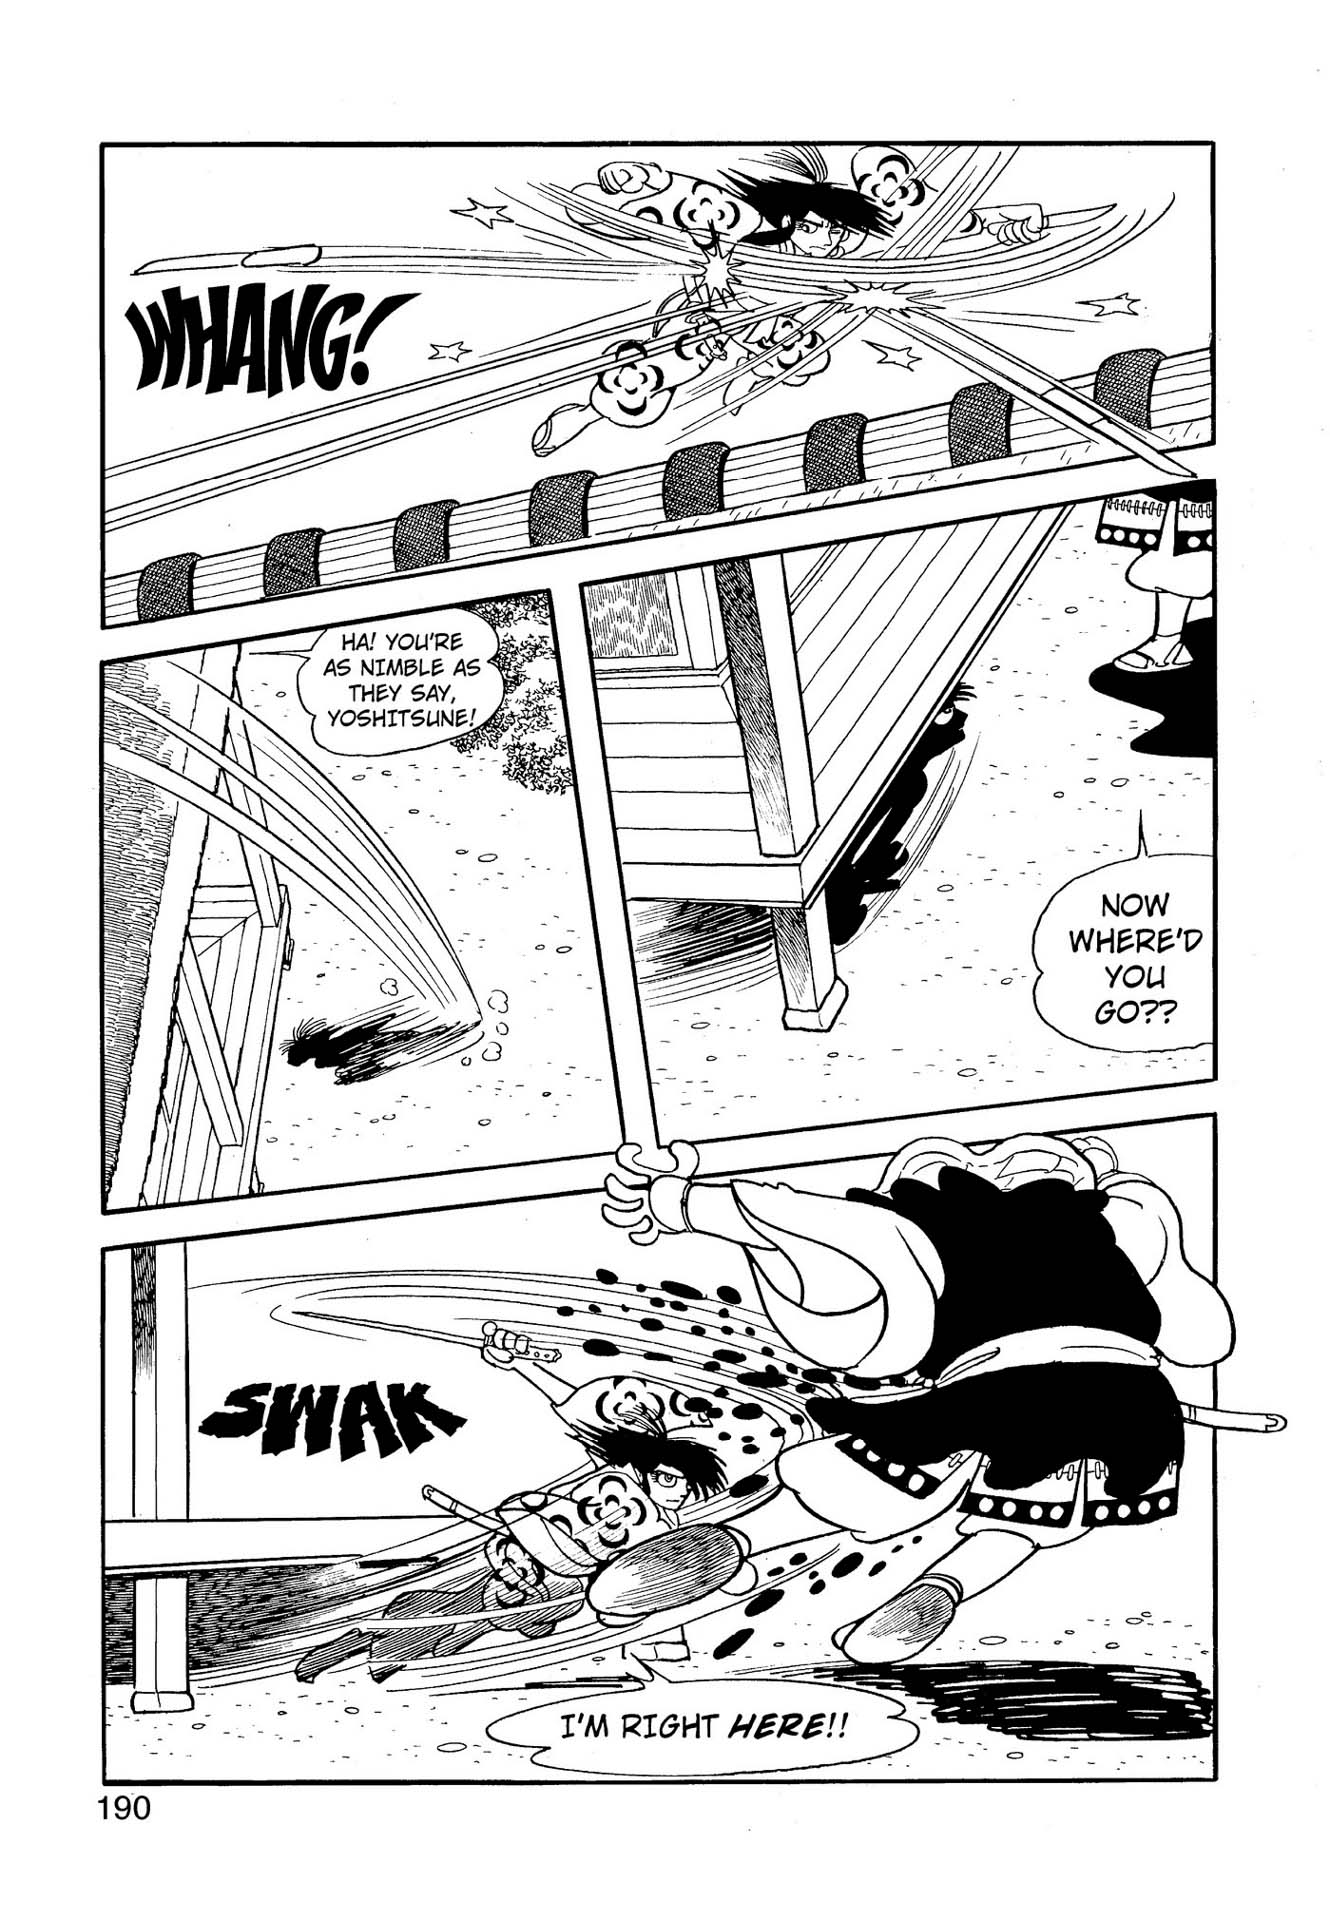 WHANG!
HA! YOU'RE
AS NIMBLE AS
THEY SAY,
YOSHITSUNE!
NOW
WHERE'D
YOU
GO??
SWAK
I'M RIGHT HERE!!
190